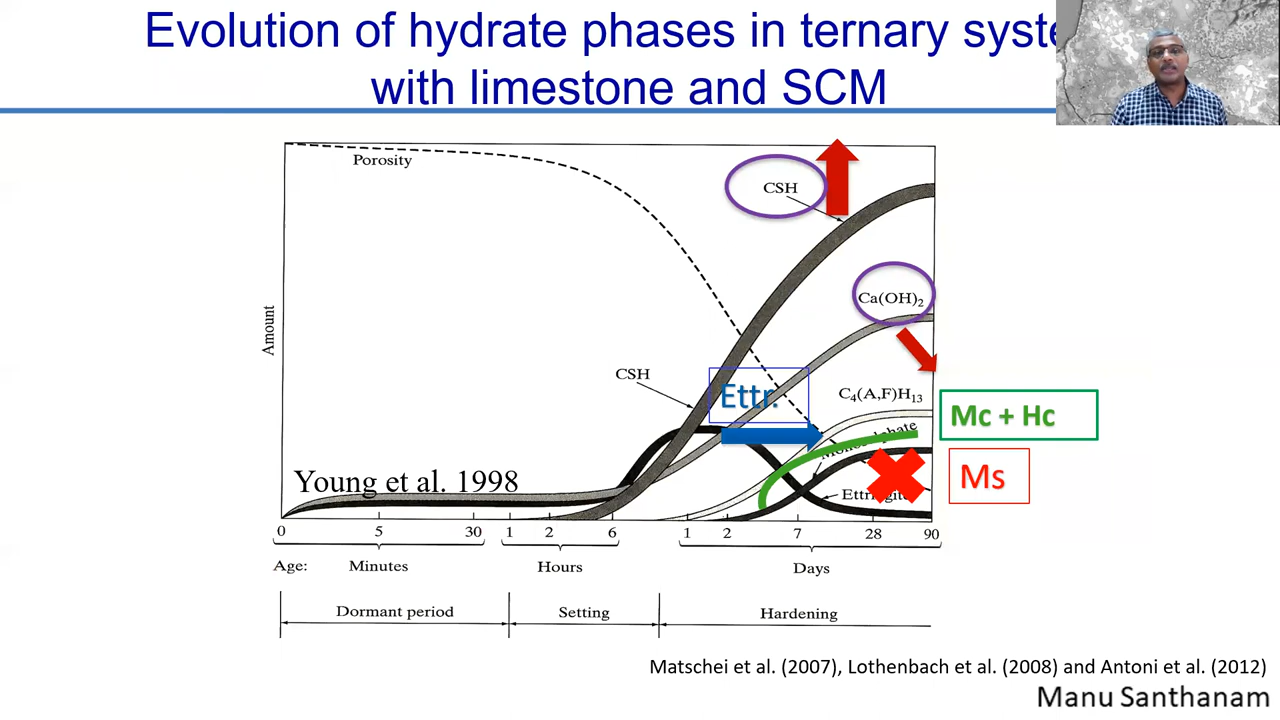 Evolution of hydrate phases in ternary syste
with limestone and SCM
Porosity
CSH
Ca(OH)2
Amount
CSH
Ettr.
C4(A,F)H13
Mc + Hc
Young et al. 1998
Ms
0 5 30 1 2 6 1 2 7 28 90
Age: Minutes Hours Days
Dormant period Setting Hardening
Matschei et al. (2007), Lothenbach et al. (2008) and Antoni et al. (2012)
Manu Santhanam